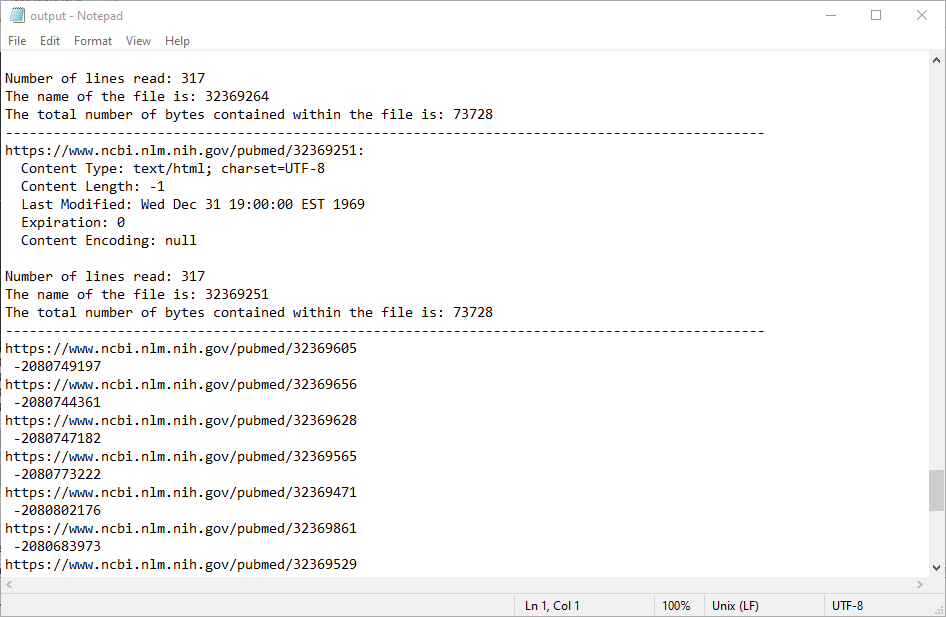 output - Notepad
File Edit Format View Help
Number of lines read: 317
The name of the file is: 32369264
The total number of bytes contained within the file is: 73728
-----------------------------------------------------------------------------------------------
https://www.ncbi.nlm.nih.gov/pubmed/32369251:
  Content Type: text/html; charset=UTF-8
  Content Length: -1
  Last Modified: Wed Dec 31 19:00:00 EST 1969
  Expiration: 0
  Content Encoding: null

Number of lines read: 317
The name of the file is: 32369251
The total number of bytes contained within the file is: 73728
-----------------------------------------------------------------------------------------------
https://www.ncbi.nlm.nih.gov/pubmed/32369605
 -2080749197
https://www.ncbi.nlm.nih.gov/pubmed/32369656
 -2080744361
https://www.ncbi.nlm.nih.gov/pubmed/32369628
 -2080747182
https://www.ncbi.nlm.nih.gov/pubmed/32369565
 -2080773222
https://www.ncbi.nlm.nih.gov/pubmed/32369471
 -2080802176
https://www.ncbi.nlm.nih.gov/pubmed/32369861
 -2080683973
https://www.ncbi.nlm.nih.gov/pubmed/32369529
Ln 1, Col 1 100% Unix (LF) UTF-8